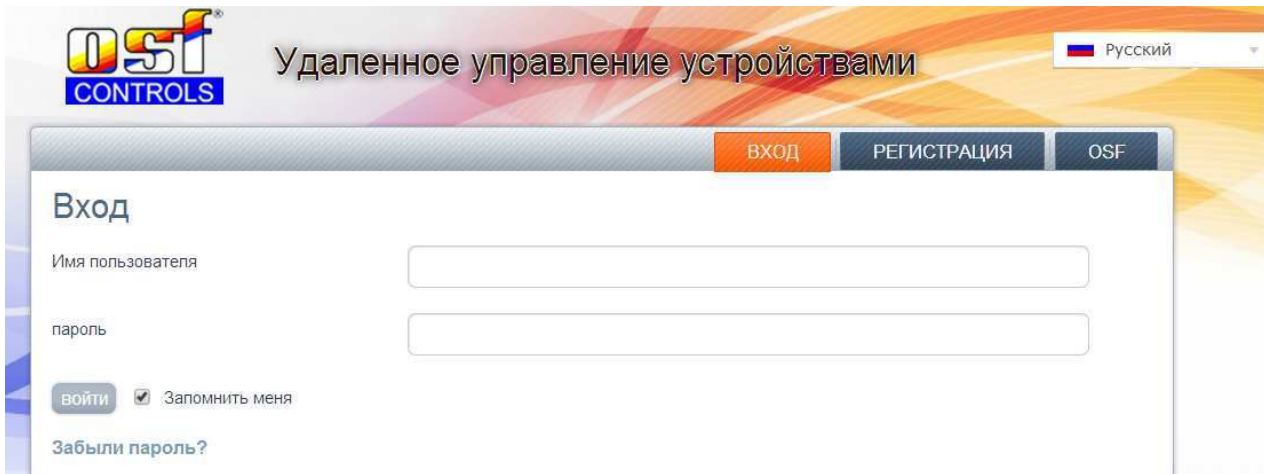 osf®
CONTROLS
Удаленное управление устройствами
Русский
ВХОД
РЕГИСТРАЦИЯ
OSF
Вход
Имя пользователя
пароль
войти
Запомнить меня
Забыли пароль?